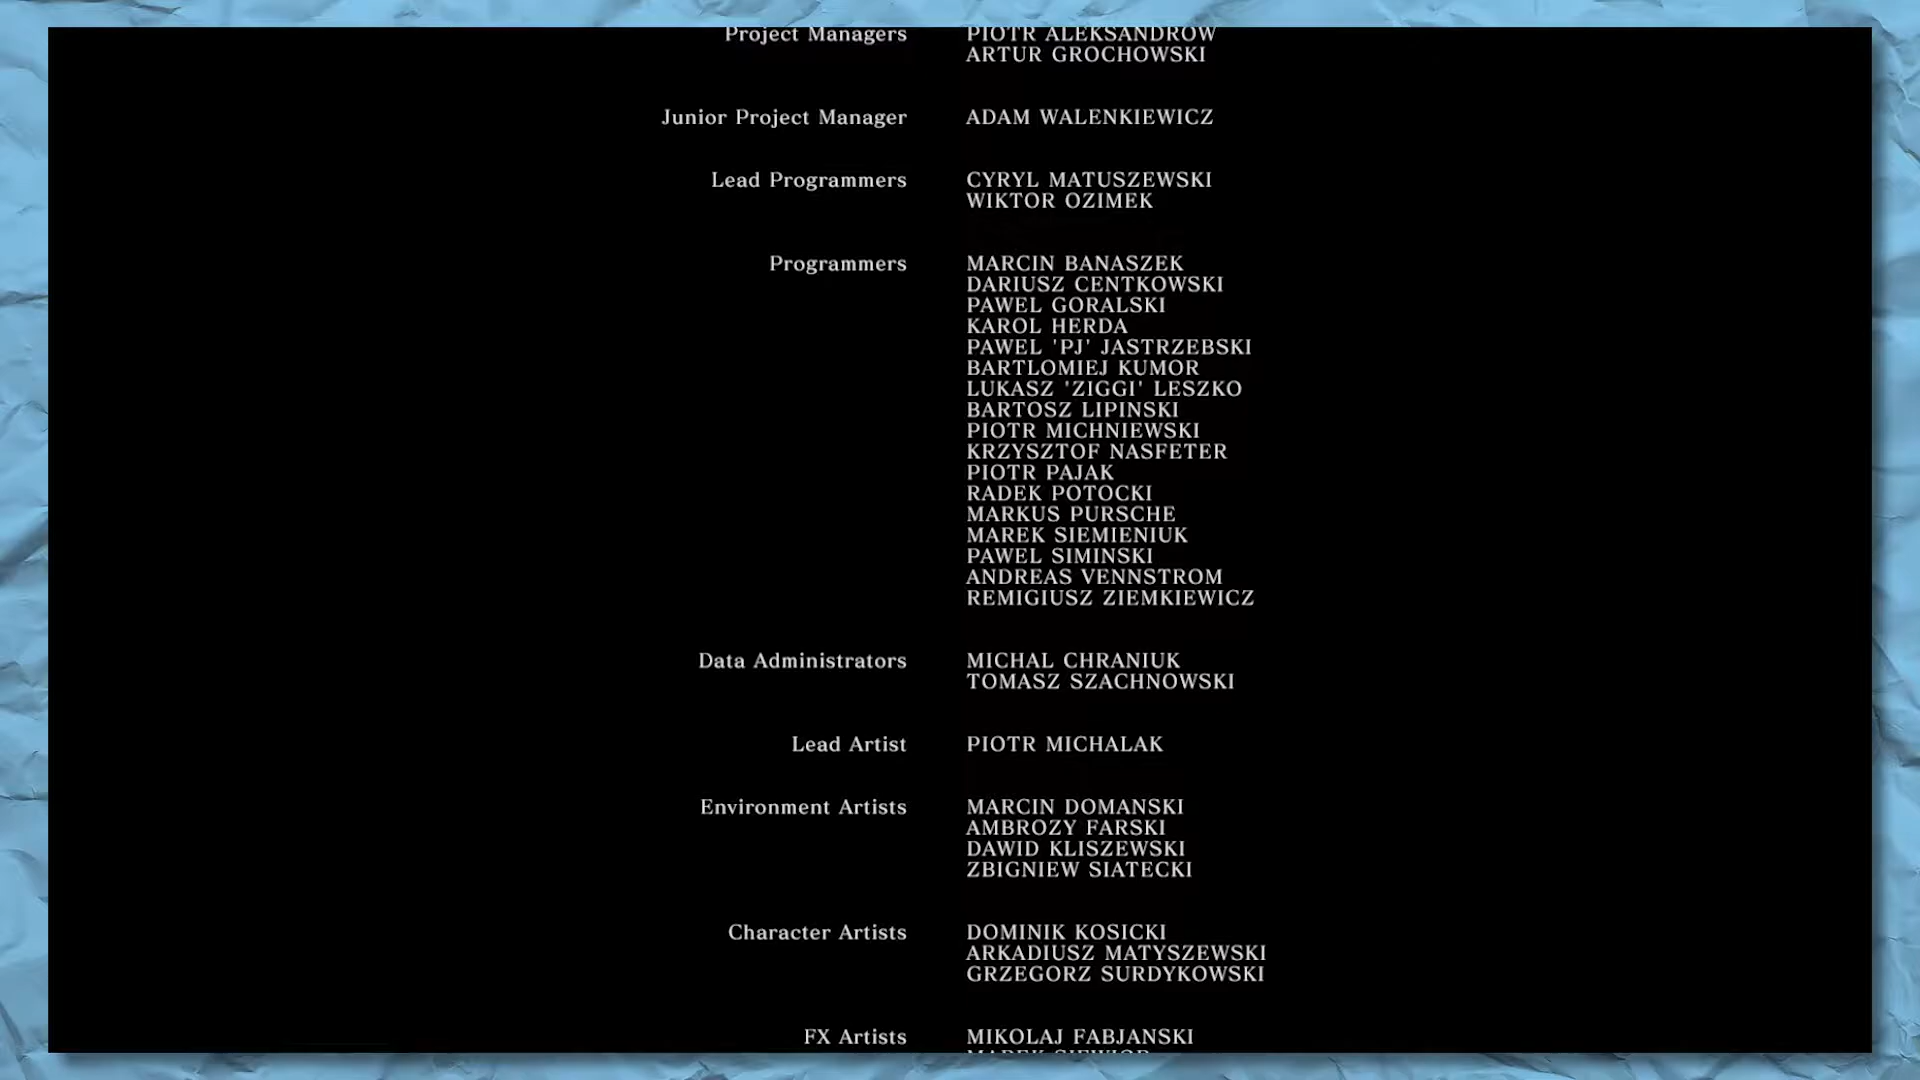 Project Managers PIOTR ALEKSANDROW
ARTUR GROCHOWSKI
Junior Project Manager ADAM WALENKIEWICZ
Lead Programmers CYRYL MATUSZEWSKI
WIKTOR OZIMEK
Programmers MARCIN BANASZEK
DARIUSZ CENTKOWSKI
PAWEL GORALSKI
KAROL HERDA
PAWEL 'PJ' JASTRZEBSKI
BARTLOMIEJ KUMOR
LUKASZ 'ZIGGI' LESZKO
BARTOSZ LIPINSKI
PIOTR MICHNIEWSKI
KRZYSZTOF NASFETER
PIOTR PAJAK
RADEK POTOCKI
MARKUS PURSCHE
MAREK SIEMIENIUK
PAWEL SIMINSKI
ANDREAS VENNSTROM
REMIGIUSZ ZIEMKIEWICZ
Data Administrators MICHAL CHRANIUK
TOMASZ SZACHNOWSKI
Lead Artist PIOTR MICHALAK
Environment Artists MARCIN DOMANSKI
AMBROZY FARSKI
DAWID KLISZEWSKI
ZBIGNIEW SIATECKI
Character Artists DOMINIK KOSICKI
ARKADIUSZ MATYSZEWSKI
GRZEGORZ SURDYKOWSKI
FX Artists MIKOLAJ FABJANSKI